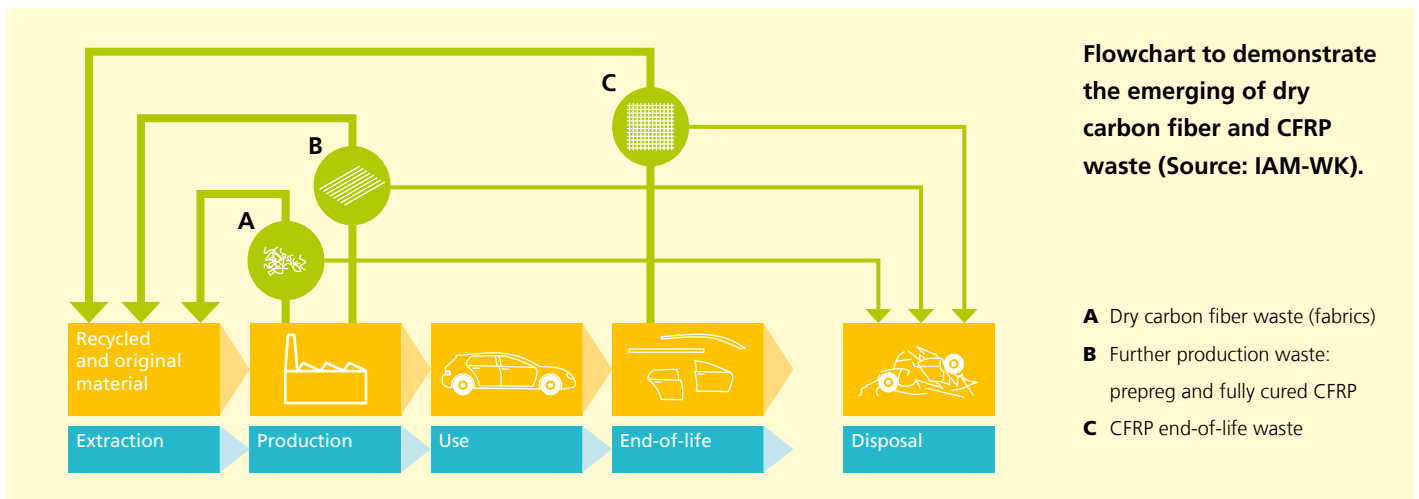 Flowchart to demonstrate
the emerging of dry
carbon fiber and CFRP
waste (Source: IAM-WK).
C
B
A
Recycled
and original
material
Extraction
Production
Use
End-of-life
Disposal
A Dry carbon fiber waste (fabrics)
B Further production waste:
prepreg and fully cured CFRP
C CFRP end-of-life waste